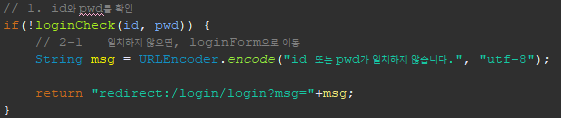 // 1. id와 pwd를 확인
if(!loginCheck(id, pwd)) {
// 2-1 일치하지 않으면, loginForm으로 이동
String msg = URLEncoder.encode("id 또는 pwd가 일치하지 않습니다.", "utf-8");
return "redirect:/login/login?msg="+msg;
}